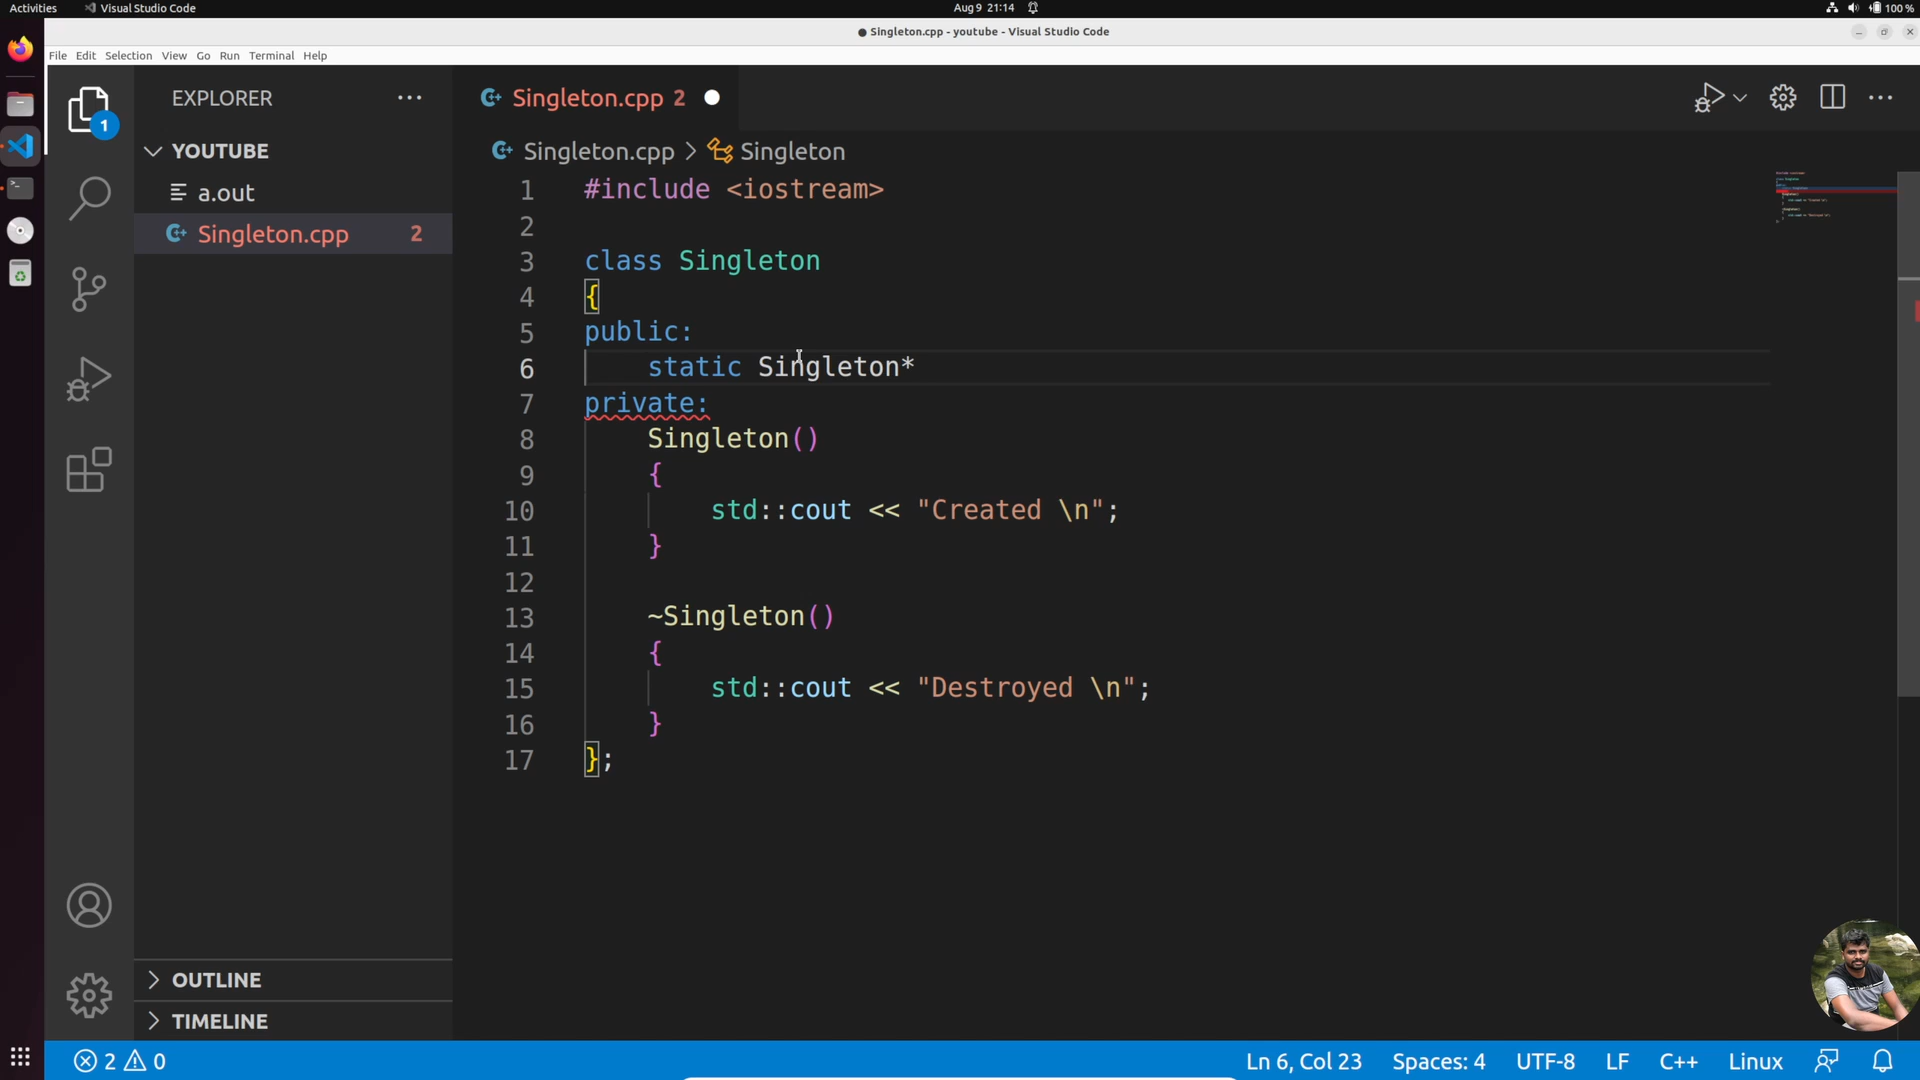 Activities
Visual Studio Code
Aug 9 21:14
100 %
Singleton.cpp - youtube - Visual Studio Code
File Edit Selection View Go Run Terminal Help
EXPLORER
Singleton.cpp 2
1
YOUTUBE
a.out
Singleton.cpp 2
Singleton.cpp > Singleton
1 #include <iostream>
2
3 class Singleton
4 {
5 public:
6 static Singleton*
7 private:
8 Singleton()
9 {
10 std::cout << "Created \n";
11 }
12
13 ~Singleton()
14 {
15 std::cout << "Destroyed \n";
16 }
17 };
OUTLINE
TIMELINE
2 0
Ln 6, Col 23 Spaces: 4 UTF-8 LF C++ Linux